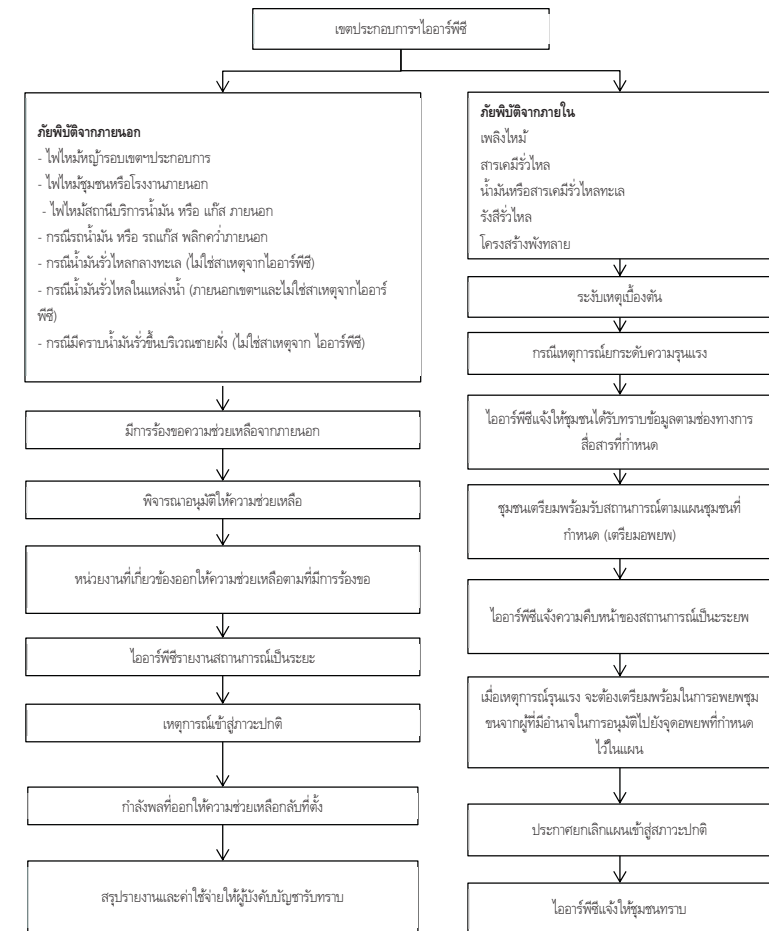 เขตประกอบการฯไออาร์พีซี
ภัยพิบัติจากภายนอก
- ไฟไหม้หญ้ารอบเขตฯประกอบการ
- ไฟไหม้ชุมชนหรือโรงงานภายนอก
- ไฟไหม้สถานีบริการน้ำมัน หรือ แก๊ส ภายนอก
- กรณีรถน้ำมัน หรือ รถแก๊ส พลิกคว่ำภายนอก
- กรณีน้ำมันรั่วไหลกลางทะเล (ไม่ใช่สาเหตุจากไออาร์พีซี)
- กรณีน้ำมันรั่วไหลในแหล่งน้ำ (ภายนอกเขตฯและไม่ใช่สาเหตุจากไออาร์
พีซี)
- กรณีมีคราบน้ำมันรั่วขึ้นบริเวณชายฝั่ง (ไม่ใช่สาเหตุจาก ไออาร์พีซี)
มีการร้องขอความช่วยเหลือจากภายนอก
พิจารณาอนุมัติให้ความช่วยเหลือ
หน่วยงานที่เกี่ยวข้องออกให้ความช่วยเหลือตามที่มีการร้องขอ
ไออาร์พีซีรายงานสถานการณ์เป็นระยะ
เหตุการณ์เข้าสู่ภาวะปกติ
กำลังพลที่ออกให้ความช่วยเหลือกลับที่ตั้ง
สรุปรายงานและค่าใช้จ่ายให้ผู้บังคับบัญชารับทราบ
ภัยพิบัติจากภายใน
เพลิงไหม้
สารเคมีรั่วไหล
น้ำมันหรือสารเคมีรั่วไหลทะเล
รังสีรั่วไหล
โครงสร้างพังทลาย
ระงับเหตุเบื้องต้น
กรณีเหตุการณ์ยกระดับความรุนแรง
ไออาร์พีซีแจ้งให้ชุมชนได้รับทราบข้อมูลตามช่องทางการ
สื่อสารที่กำหนด
ชุมชนเตรียมพร้อมรับสถานการณ์ตามแผนชุมชนที่
กำหนด (เตรียมอพยพ)
ไออาร์พีซีแจ้งความคืบหน้าของสถานการณ์เป็นะระยพ
เมื่อเหตุการณ์รุนแรง จะต้องเตรียมพร้อมในการอพยพชุม
ชนจากผู้ที่มีอำนาจในการอนุมัติไปยังจุดอพยพที่กำหนด
ไว้ในแผน
ประกาศยกเลิกแผนเข้าสู่สภาวะปกติ
ไออาร์พีซีแจ้งให้ชุมชนทราบ